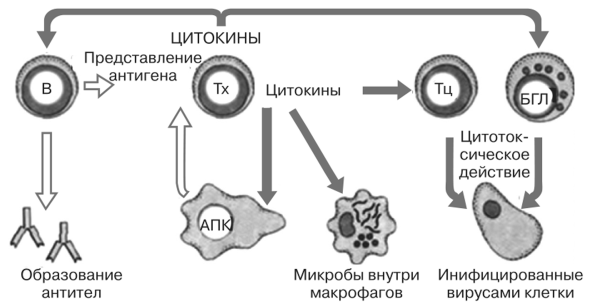 ЦИТОКИНЫ
Представление
антигена
В
Тх
Цитокины
Тц
БГЛ
Цитоток-
сическое
действие
АПК
Образование
антител
Микробы внутри
макрофагов
Инифицированные
вирусами клетки